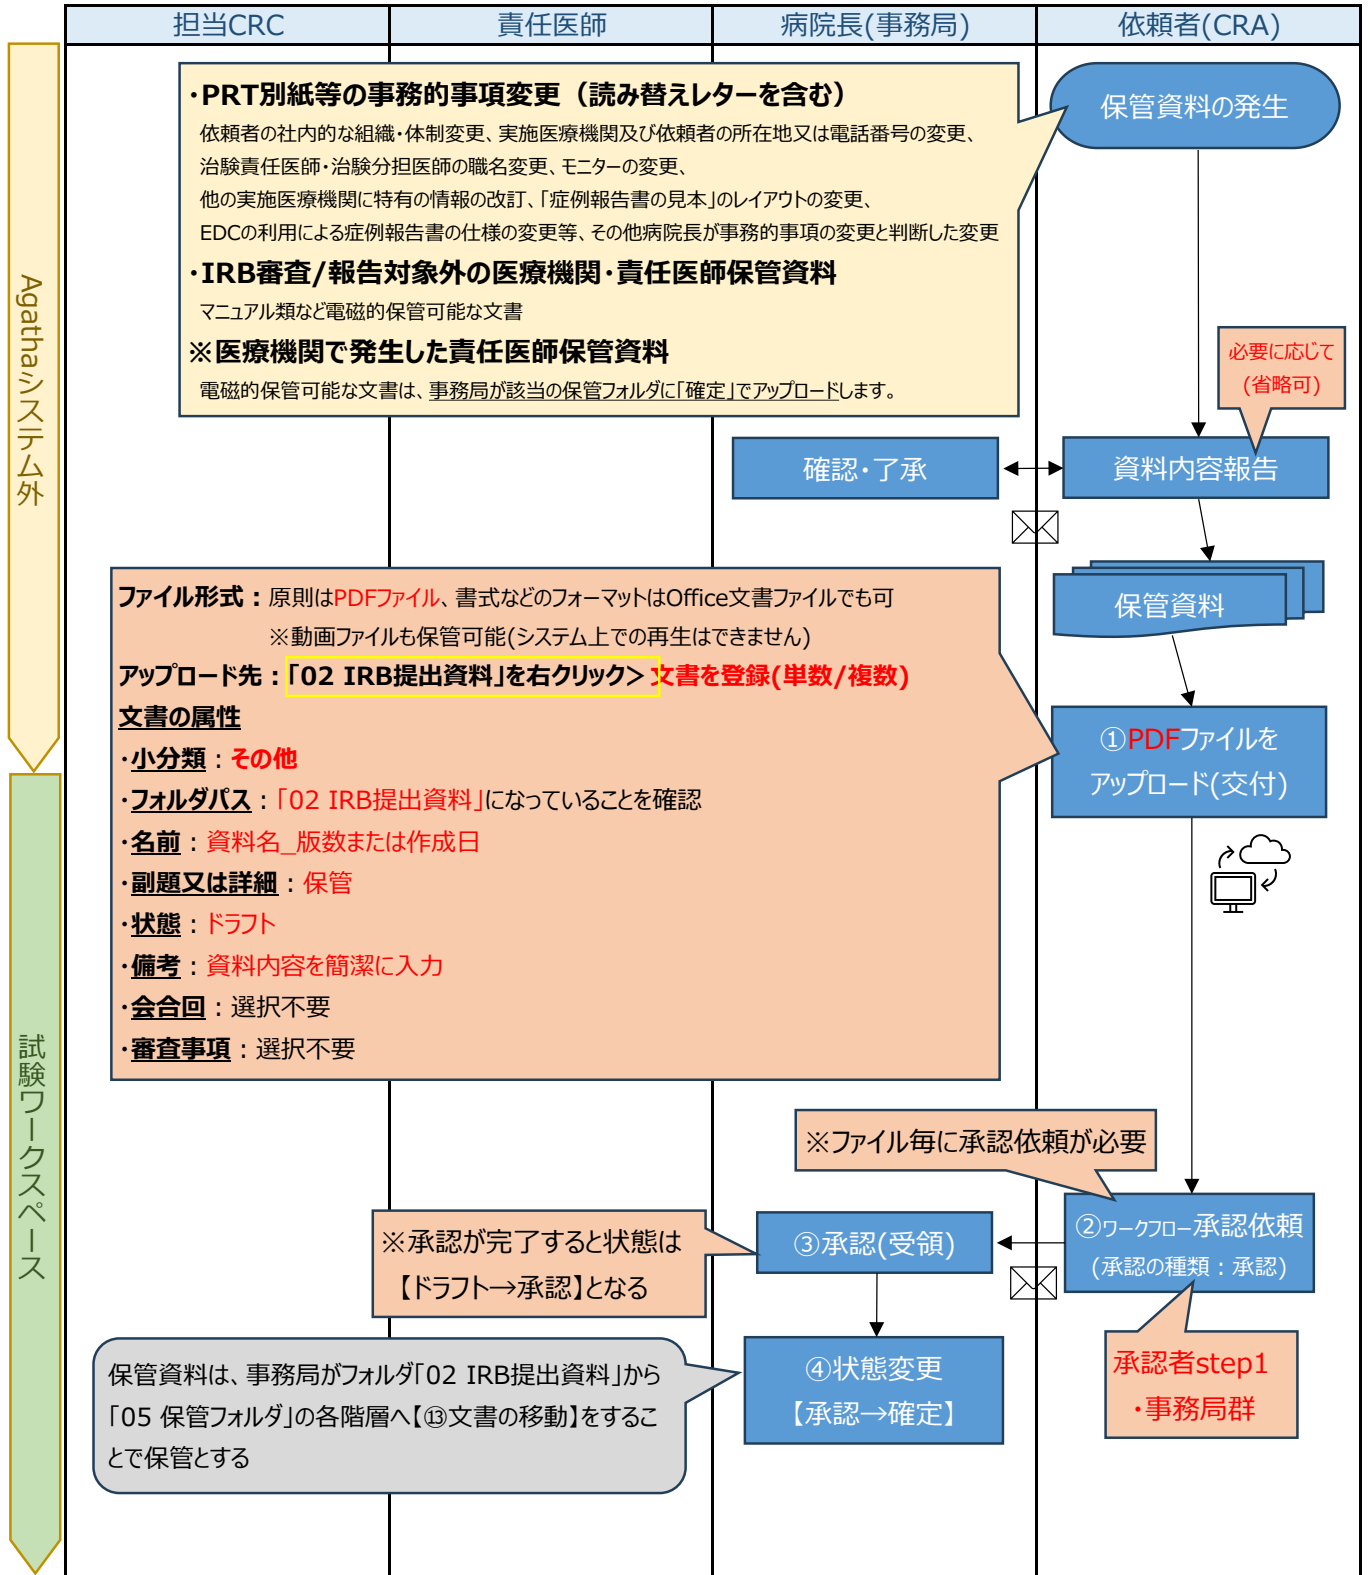 担当CRC
責任医師
病院長(事務局)
依頼者(CRA)
Agathaシステム外
試験ワークスペース
・PRT別紙等の事務的事項変更（読み替えレターを含む）
依頼者の社内的な組織・体制変更、実施医療機関及び依頼者の所在地又は電話番号の変更、
治験責任医師・治験分担医師の職名変更、モニターの変更、
他の実施医療機関に特有の情報の改訂、「症例報告書の見本」のレイアウトの変更、
EDCの利用による症例報告書の仕様の変更等、その他病院長が事務的事項の変更と判断した変更
・IRB審査/報告対象外の医療機関・責任医師保管資料
マニュアル類など電磁的保管可能な文書
※医療機関で発生した責任医師保管資料
電磁的保管可能な文書は、事務局が該当の保管フォルダに「確定」でアップロードします。
保管資料の発生
必要に応じて
(省略可)
確認・了承
資料内容報告
保管資料
ファイル形式：原則はPDFファイル、書式などのフォーマットはOffice文書ファイルでも可
※動画ファイルも保管可能(システム上での再生はできません)
アップロード先：「02 IRB提出資料」を右クリック＞文書を登録(単数/複数)
文書の属性
・小分類：その他
・フォルダパス：「02 IRB提出資料」になっていることを確認
・名前：資料名_版数または作成日
・副題又は詳細：保管
・状態：ドラフト
・備考：資料内容を簡潔に入力
・会合回：選択不要
・審査事項：選択不要
①PDFファイルを
アップロード(交付)
※ファイル毎に承認依頼が必要
②ワークフロー承認依頼
(承認の種類：承認)
③承認(受領)
※承認が完了すると状態は
【ドラフト→承認】となる
承認者step1
・事務局群
④状態変更
【承認→確定】
保管資料は、事務局がフォルダ「02 IRB提出資料」から
「05 保管フォルダ」の各階層へ【⑬文書の移動】をするこ
とで保管とする